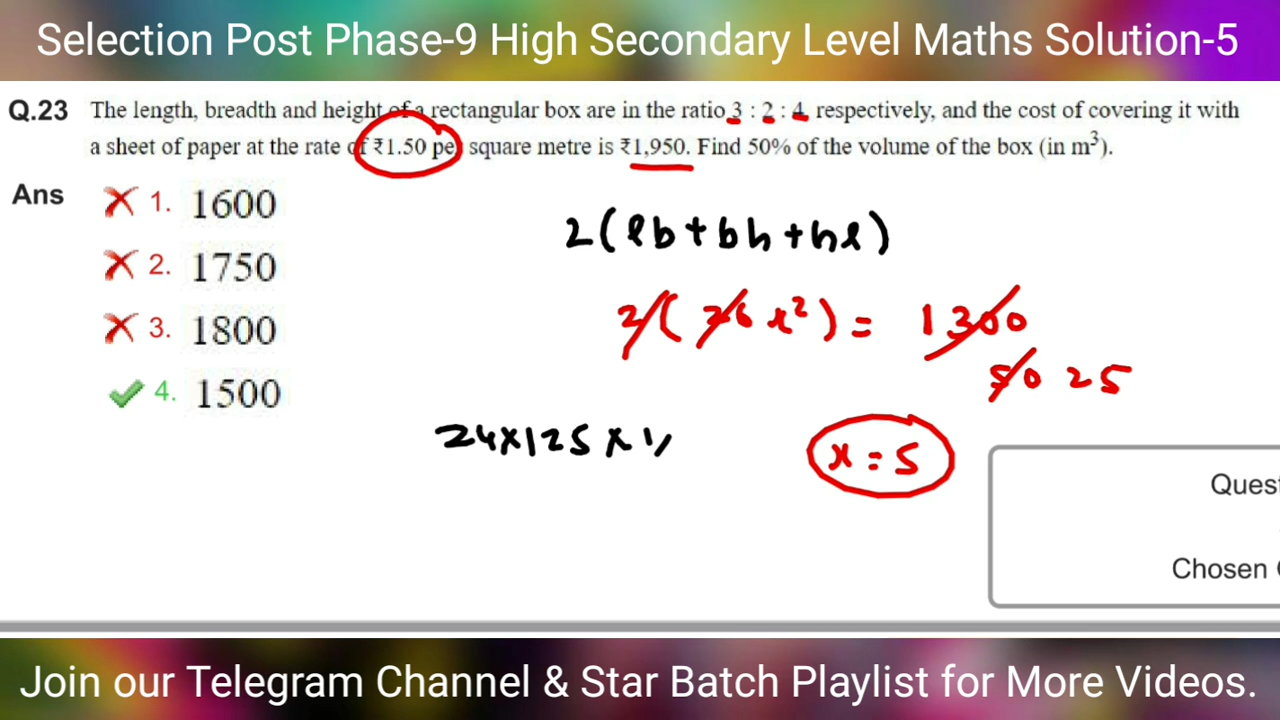 Selection Post Phase-9 High Secondary Level Maths Solution-5
Q.23 The length, breadth and height of a rectangular box are in the ratio 3 : 2 : 4, respectively, and the cost of covering it with
a sheet of paper at the rate of ₹1.50 per square metre is ₹1,950. Find 50% of the volume of the box (in m³).
Ans
1. 1600
2. 1750
3. 1800
4. 1500
2(lb+bh+hl)
2(26x²) = 1300
50 25
24×125×1/
x=5
Quest
Chosen
Join our Telegram Channel & Star Batch Playlist for More Videos.